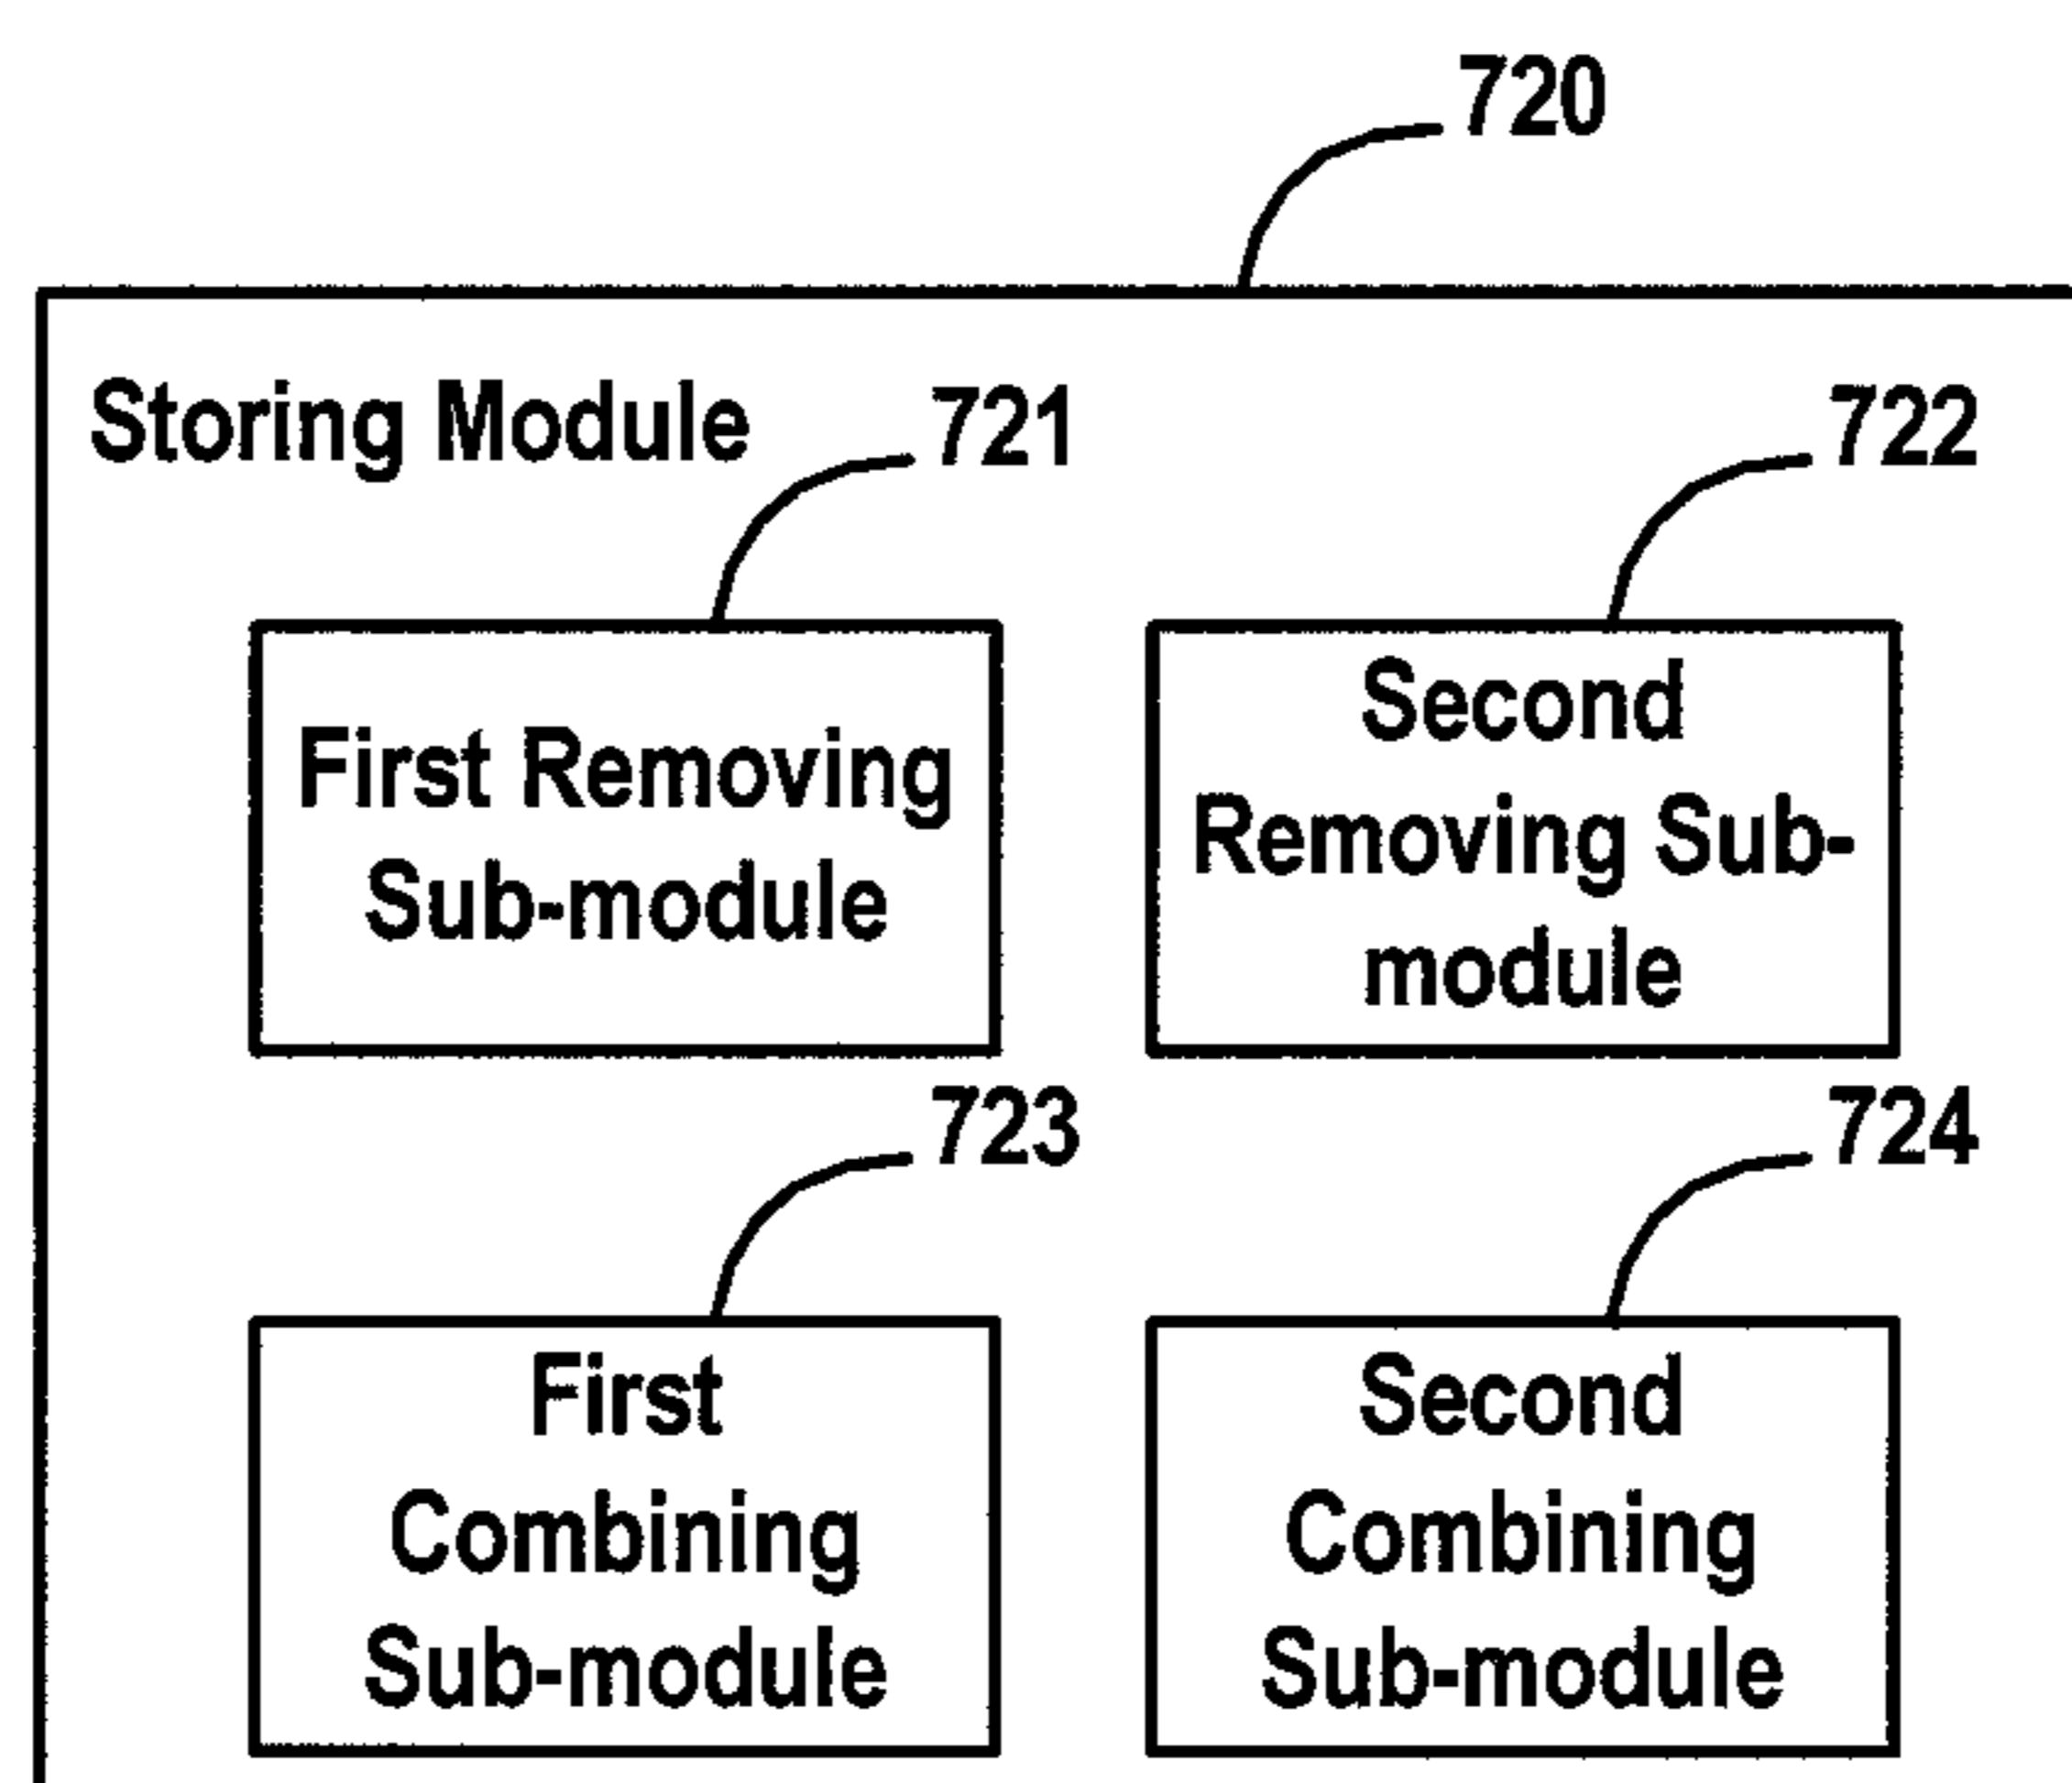 720
Storing Module
721
722
First Removing
Sub-module
Second
Removing Sub-
module
723
724
First
Combining
Sub-module
Second
Combining
Sub-module